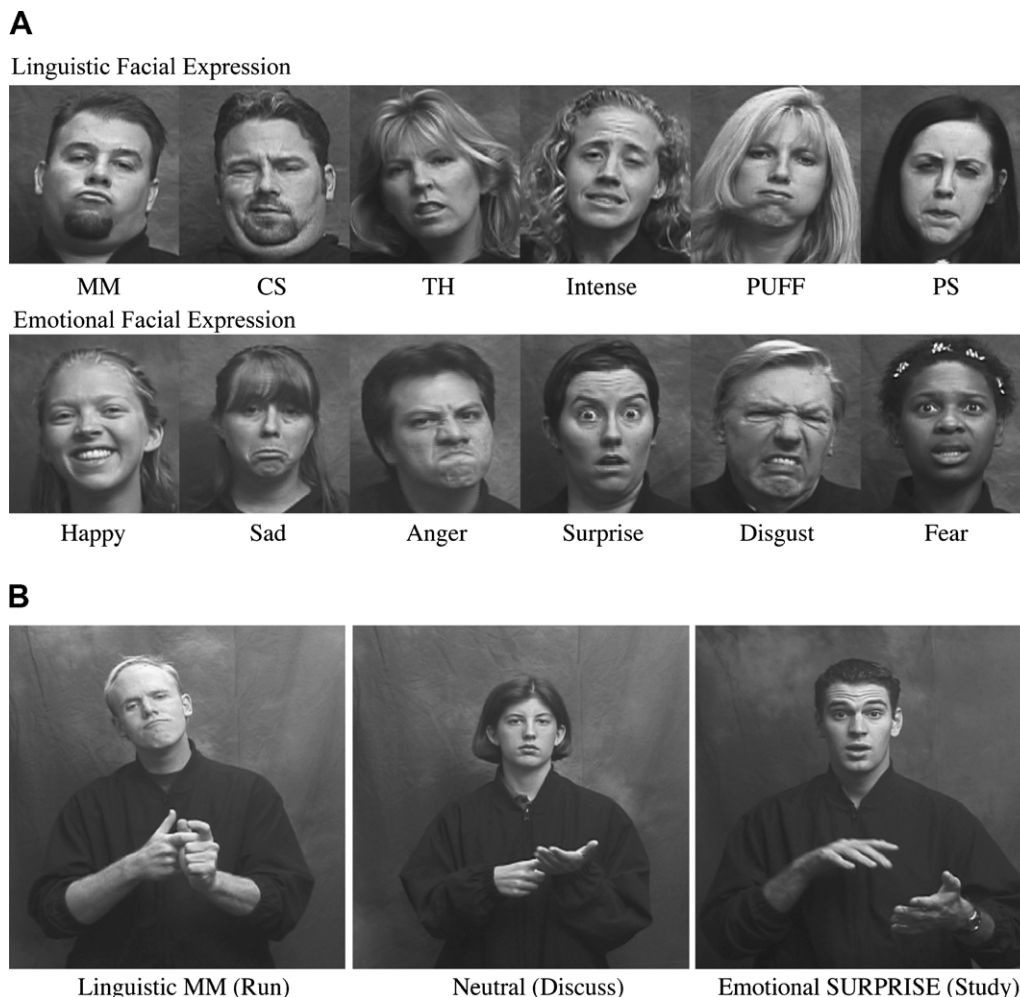 A
Linguistic Facial Expression
MM CS TH Intense PUFF PS
Emotional Facial Expression
Happy Sad Anger Surprise Disgust Fear
B
Linguistic MM (Run) Neutral (Discuss) Emotional SURPRISE (Study)